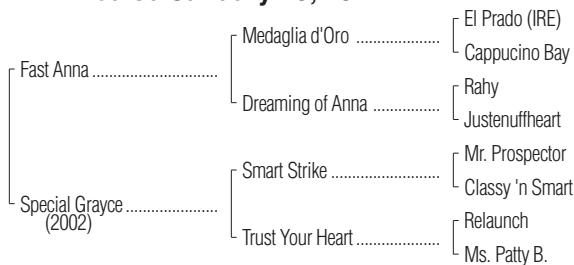 El Prado (IRE)
Medaglia d'Oro ....................
Cappucino Bay
Fast Anna ..............................
Rahy
Dreaming of Anna ................
Justenuffheart
Mr. Prospector
Smart Strike ..........................
Classy 'n Smart
Special Grayce ......................
(2002)
Relaunch
Trust Your Heart ....................
Ms. Patty B.